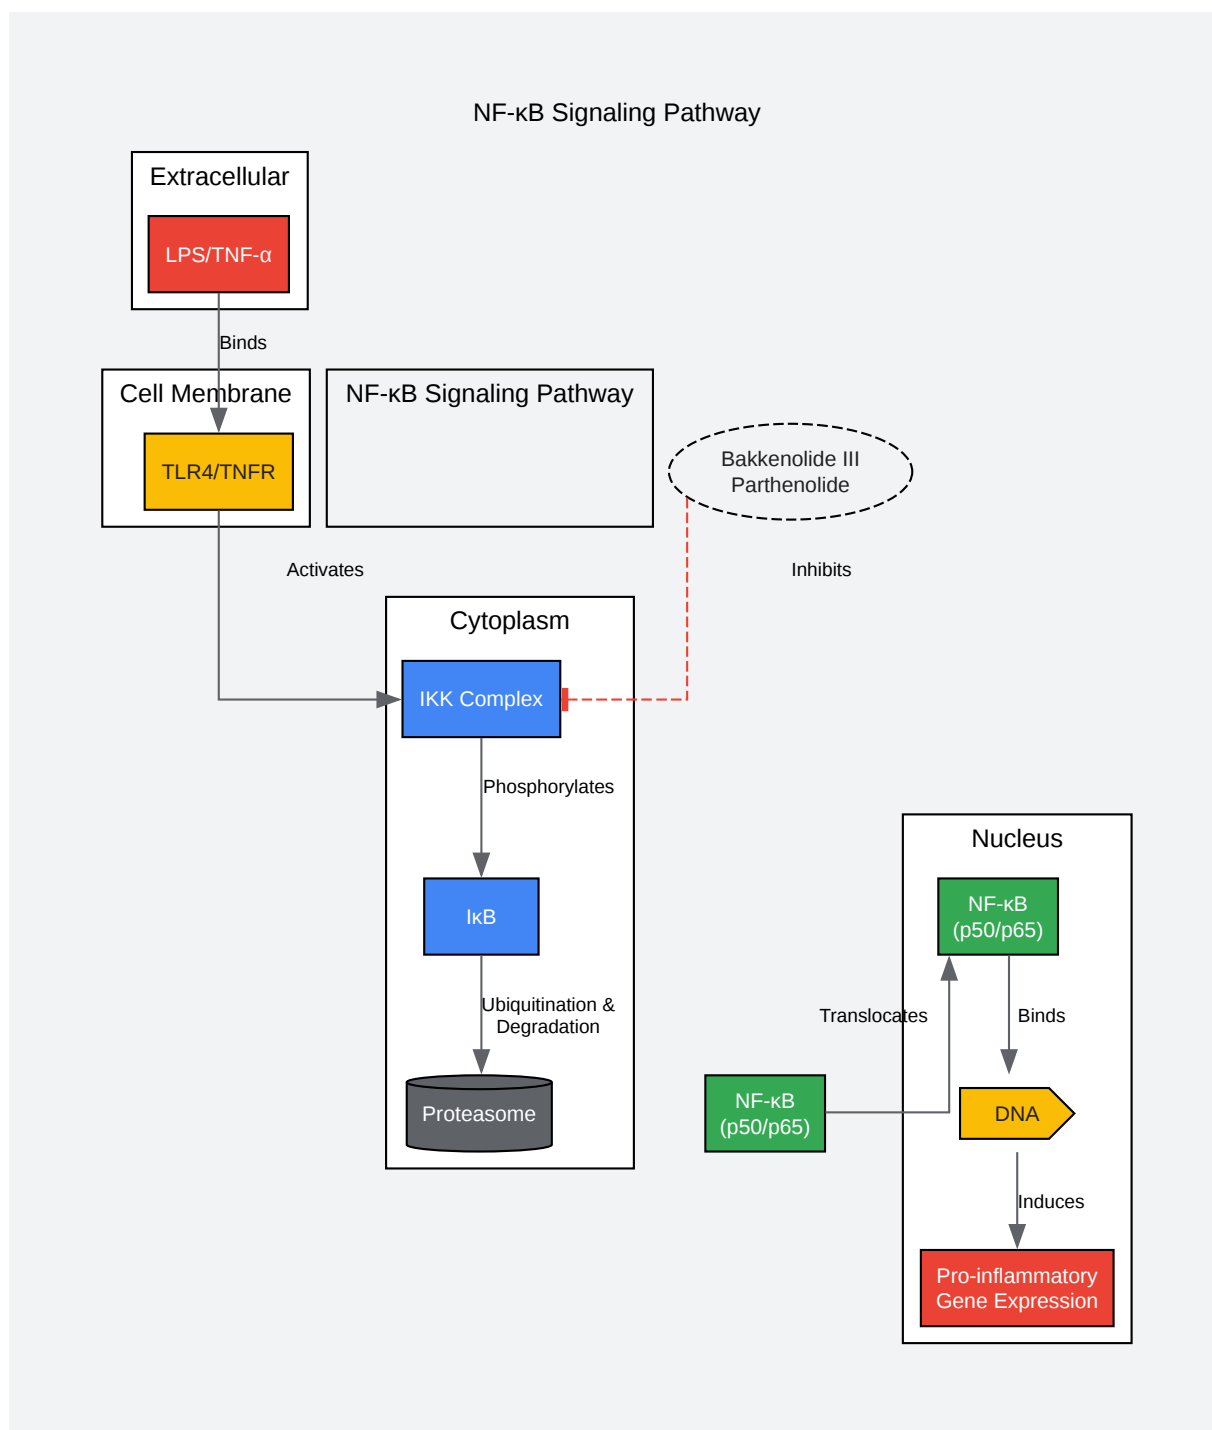 NF-κB Signaling Pathway
Extracellular
LPS/TNF-α
Binds
Cell Membrane
TLR4/TNFR
NF-κB Signaling Pathway
Bakkenolide III
Parthenolide
Activates
Inhibits
Cytoplasm
IKK Complex
Phosphorylates
IκB
Ubiquitination &
Degradation
Proteasome
NF-κB
(p50/p65)
Translocates
Nucleus
NF-κB
(p50/p65)
Binds
DNA
Induces
Pro-inflammatory
Gene Expression